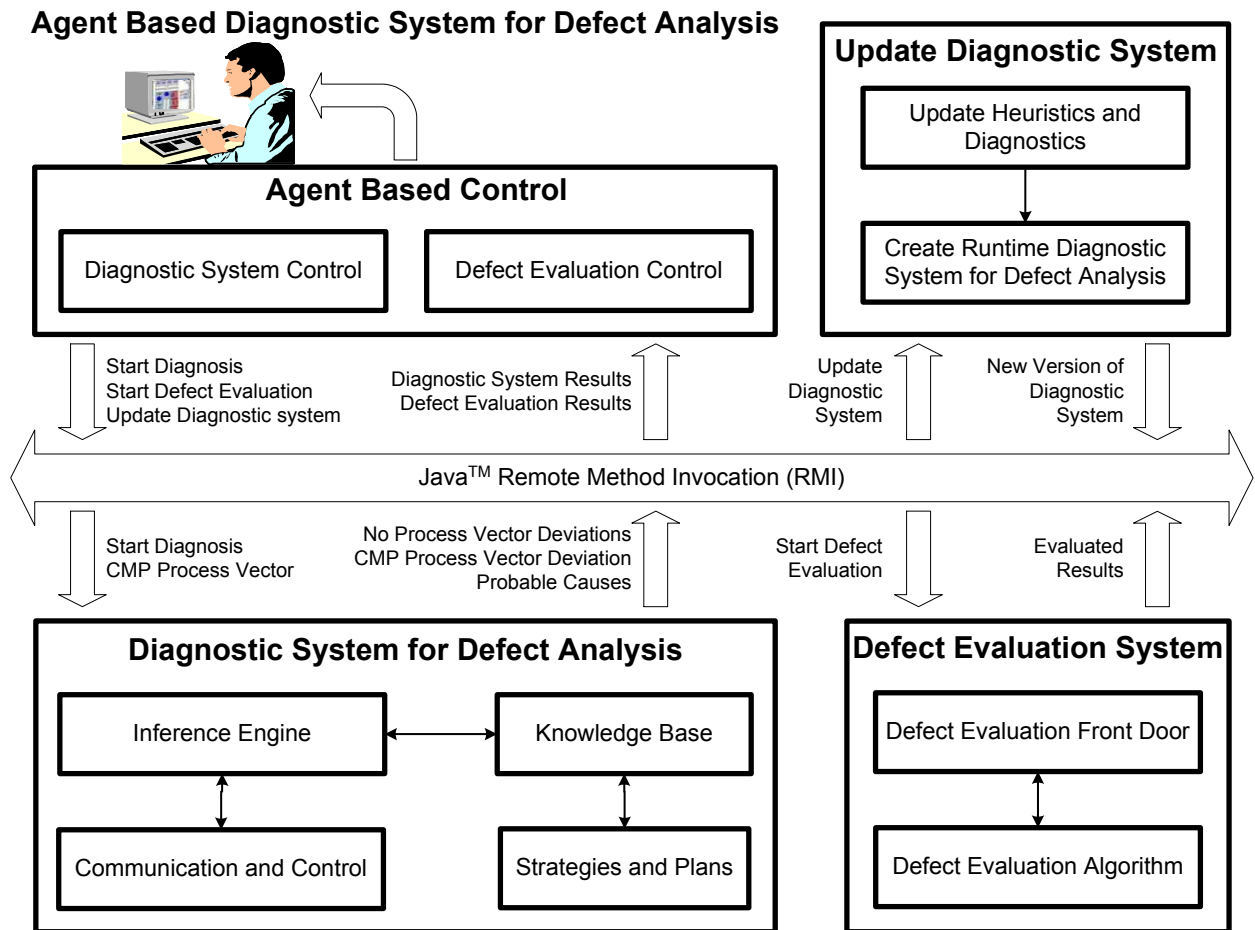 Agent Based Diagnostic System for Defect Analysis
Agent Based Control
Diagnostic System Control
Defect Evaluation Control
Update Diagnostic System
Update Heuristics and
Diagnostics
Create Runtime Diagnostic
System for Defect Analysis
Start Diagnosis
Start Defect Evaluation
Update Diagnostic system
Diagnostic System Results
Defect Evaluation Results
Update
Diagnostic
System
New Version of
Diagnostic
System
Java™ Remote Method Invocation (RMI)
Start Diagnosis
CMP Process Vector
No Process Vector Deviations
CMP Process Vector Deviation
Probable Causes
Start Defect
Evaluation
Evaluated
Results
Diagnostic System for Defect Analysis
Inference Engine
Knowledge Base
Communication and Control
Strategies and Plans
Defect Evaluation System
Defect Evaluation Front Door
Defect Evaluation Algorithm